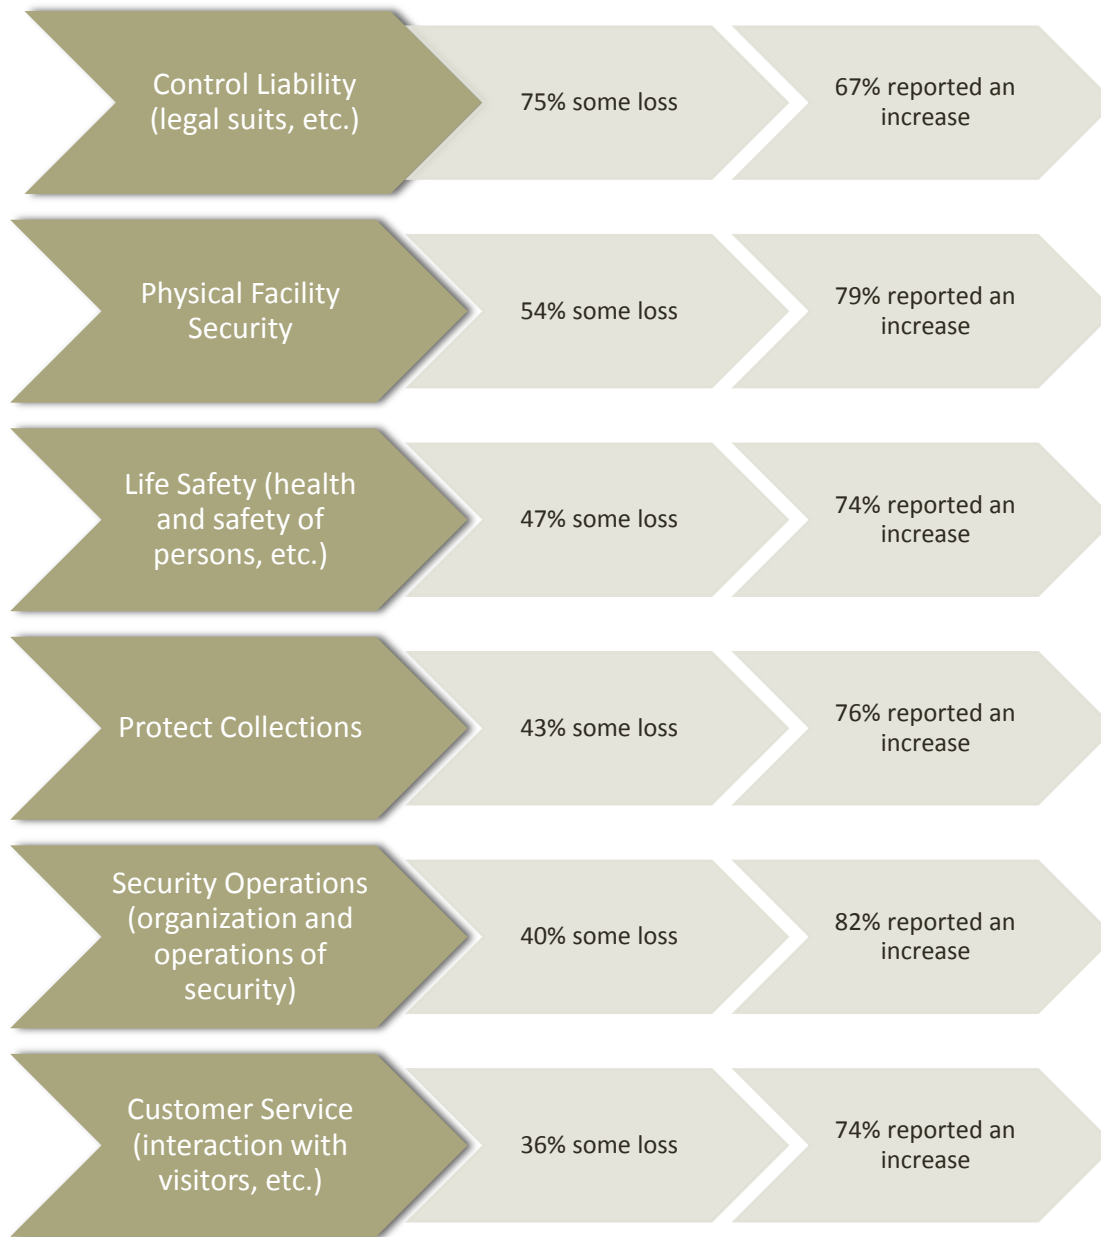 Control Liability
(legal suits, etc.)
75% some loss
67% reported an
increase
Physical Facility
Security
54% some loss
79% reported an
increase
Life Safety (health
and safety of
persons, etc.)
47% some loss
74% reported an
increase
Protect Collections
43% some loss
76% reported an
increase
Security Operations
(organization and
operations of
security)
40% some loss
82% reported an
increase
Customer Service
(interaction with
visitors, etc.)
36% some loss
74% reported an
increase